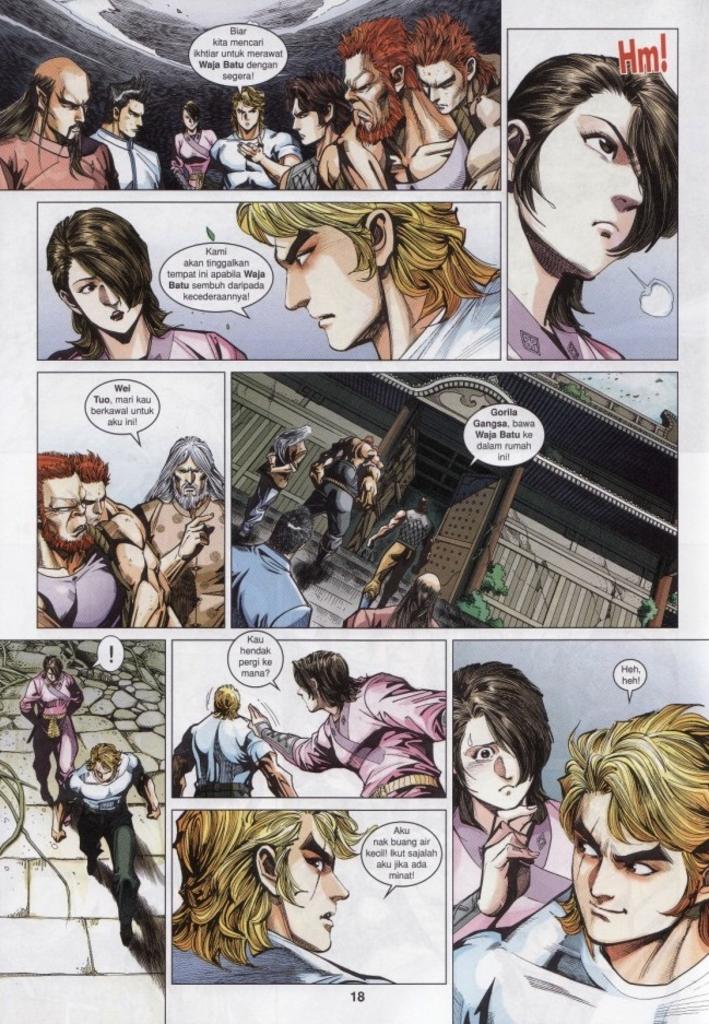 Biar
kita mencari
ikhtiar untuk merawat
Waja Batu dengan
segera!
Hm!
Kami
akan tinggalkan
tempat ini apabila Waja
Batu sembuh daripada
kecederaannya!
Wei
Tuo, mari kau
berkawal untuk
aku ini!
Gorila
Gangsa, bawa
Waja Batu ke
dalam rumah
ini!
!
Kau
hendak
pergi ke
mana?
Aku
nak buang air
kecil! Ikut sajalah
aku jika ada
minat!
Heh,
heh!
18